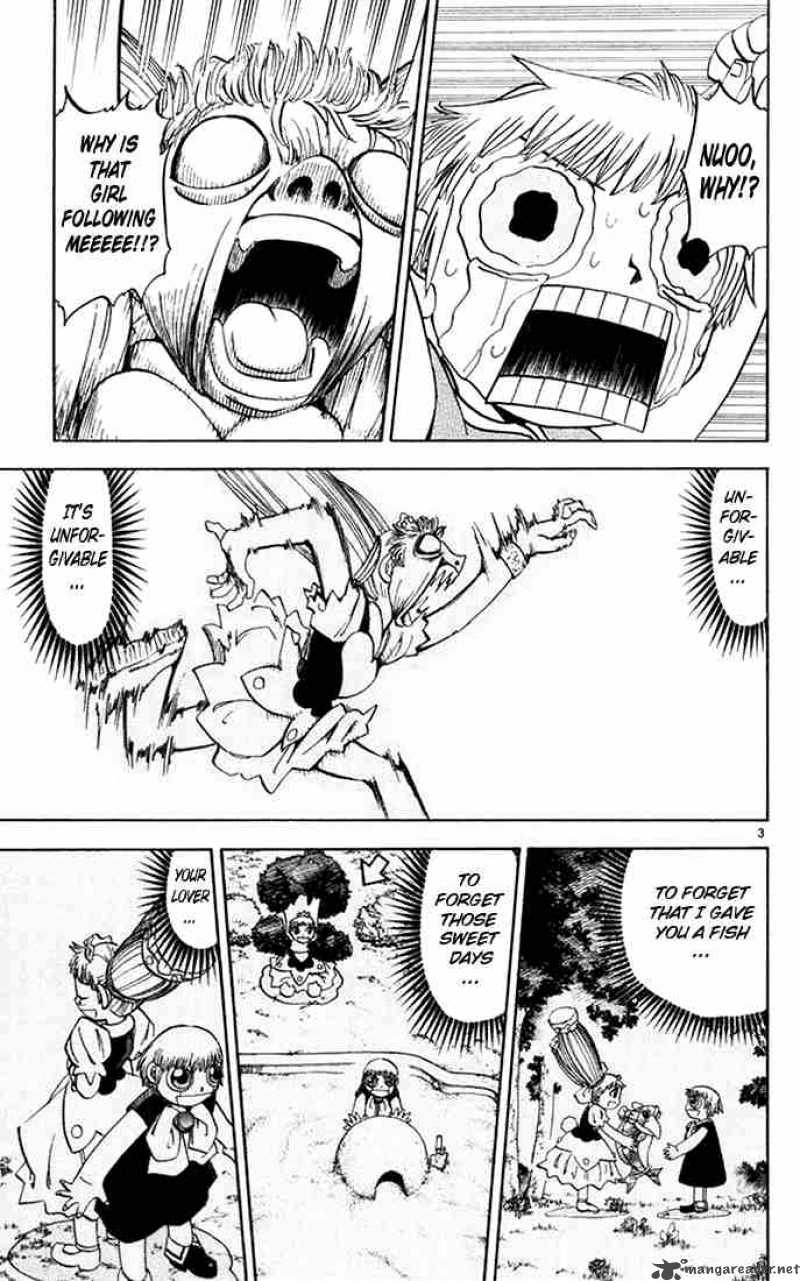 NUOO,
WHY!?
WHY IS
THAT
GIRL
FOLLOWING
MEEEEE!!?
UN-
FOR-
GIV-
ABLE
...
IT'S
UNFOR-
GIVABLE
...
3
TO FORGET
THAT I GAVE
YOU A FISH
...
TO
FORGET
THOSE
SWEET
DAYS
...
YOUR
LOVER
...
mangareader.net